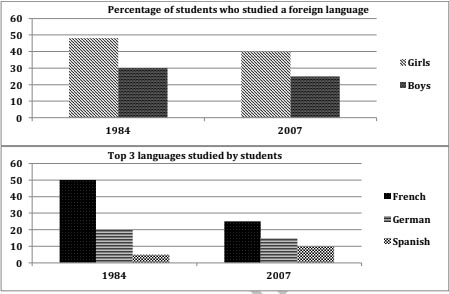 Percentage of students who studied a foreign language
60
50
40
30
20
10
0
1984
2007
Girls
Boys
Top 3 languages studied by students
60
50
40
30
20
10
0
1984
2007
French
German
Spanish